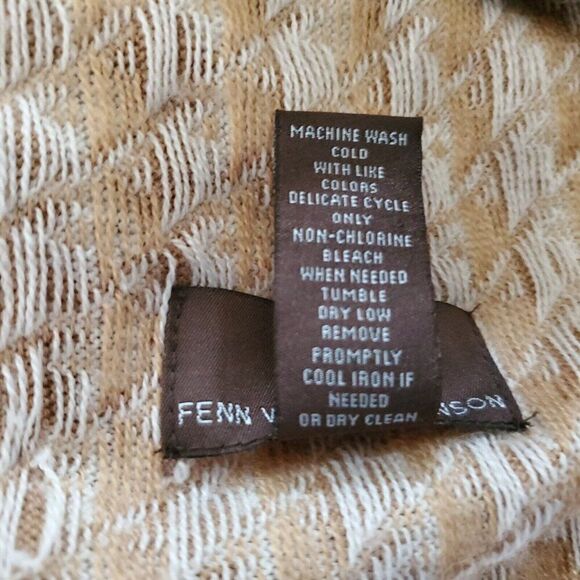 MACHINE WASH
COLD
WITH LIKE
COLORS
DELICATE CYCLE
ONLY
NON-CHLORINE
BLEACH
WHEN NEEDED
TUMBLE
DRY LOW
REMOVE
PROMPTLY
COOL IRON IF
NEEDED
OR DRY CLEAN
FENN